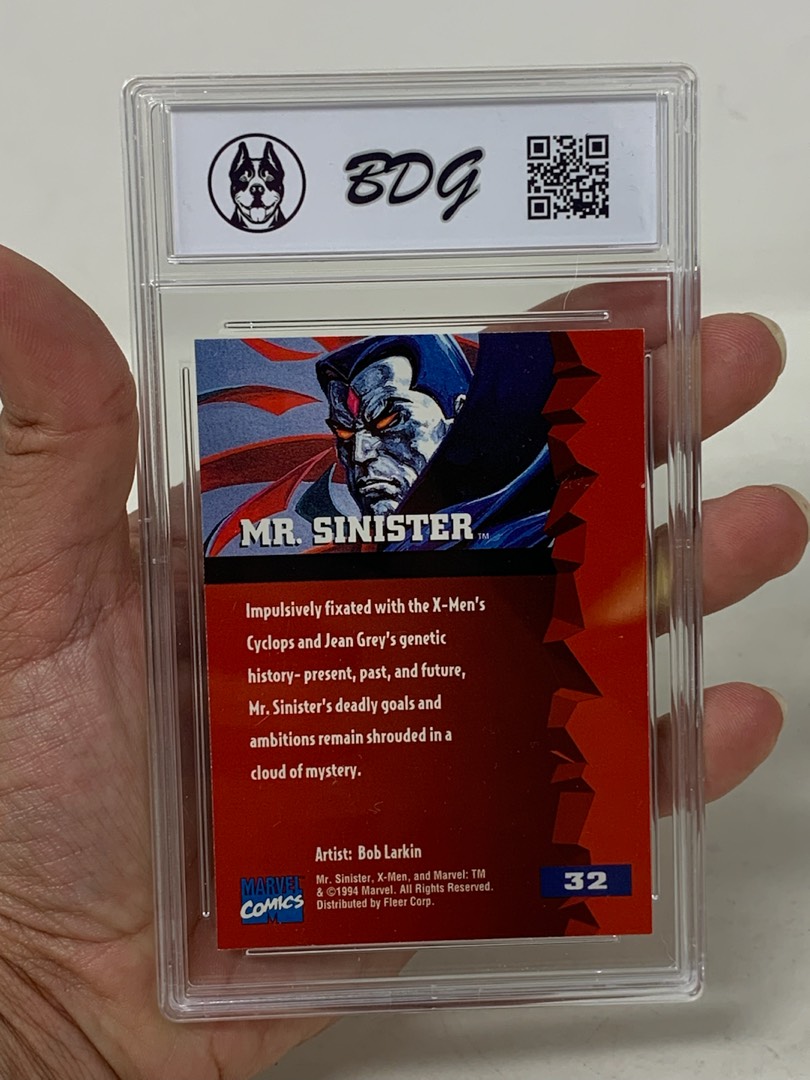 BDG
MR. SINISTER TM
Impulsively fixated with the X-Men's
Cyclops and Jean Grey's genetic
history- present, past, and future,
Mr. Sinister's deadly goals and
ambitions remain shrouded in a
cloud of mystery.
Artist: Bob Larkin
MARVEL
COMICS
Mr. Sinister, X-Men, and Marvel: TM
& ©1994 Marvel. All Rights Reserved.
Distributed by Fleer Corp.
32